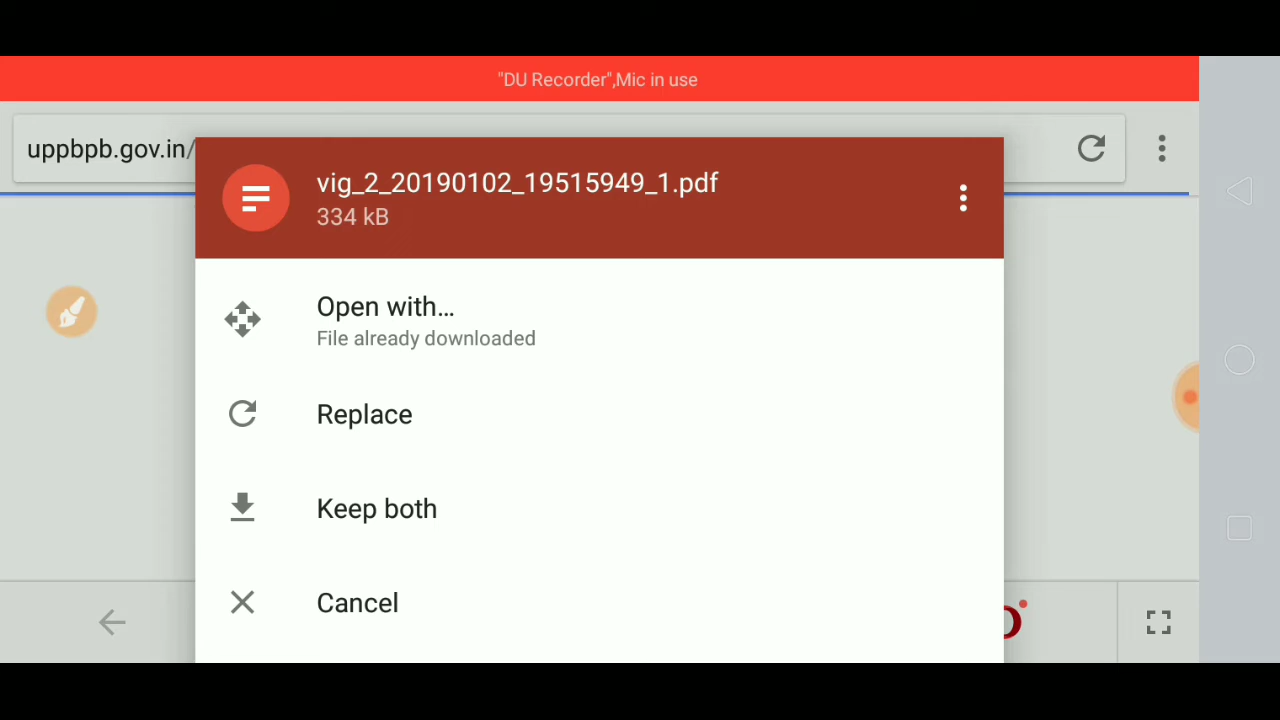 "DU Recorder",Mic in use
uppbpb.gov.in/
vig_2_20190102_19515949_1.pdf
334 kB
Open with...
File already downloaded
Replace
Keep both
Cancel